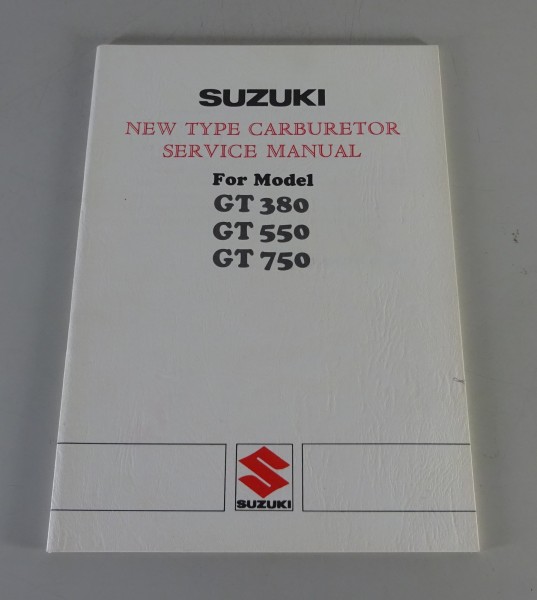 SUZUKI
NEW TYPE CARBURETOR
SERVICE MANUAL
For Model
GT 380
GT 550
GT 750
SUZUKI